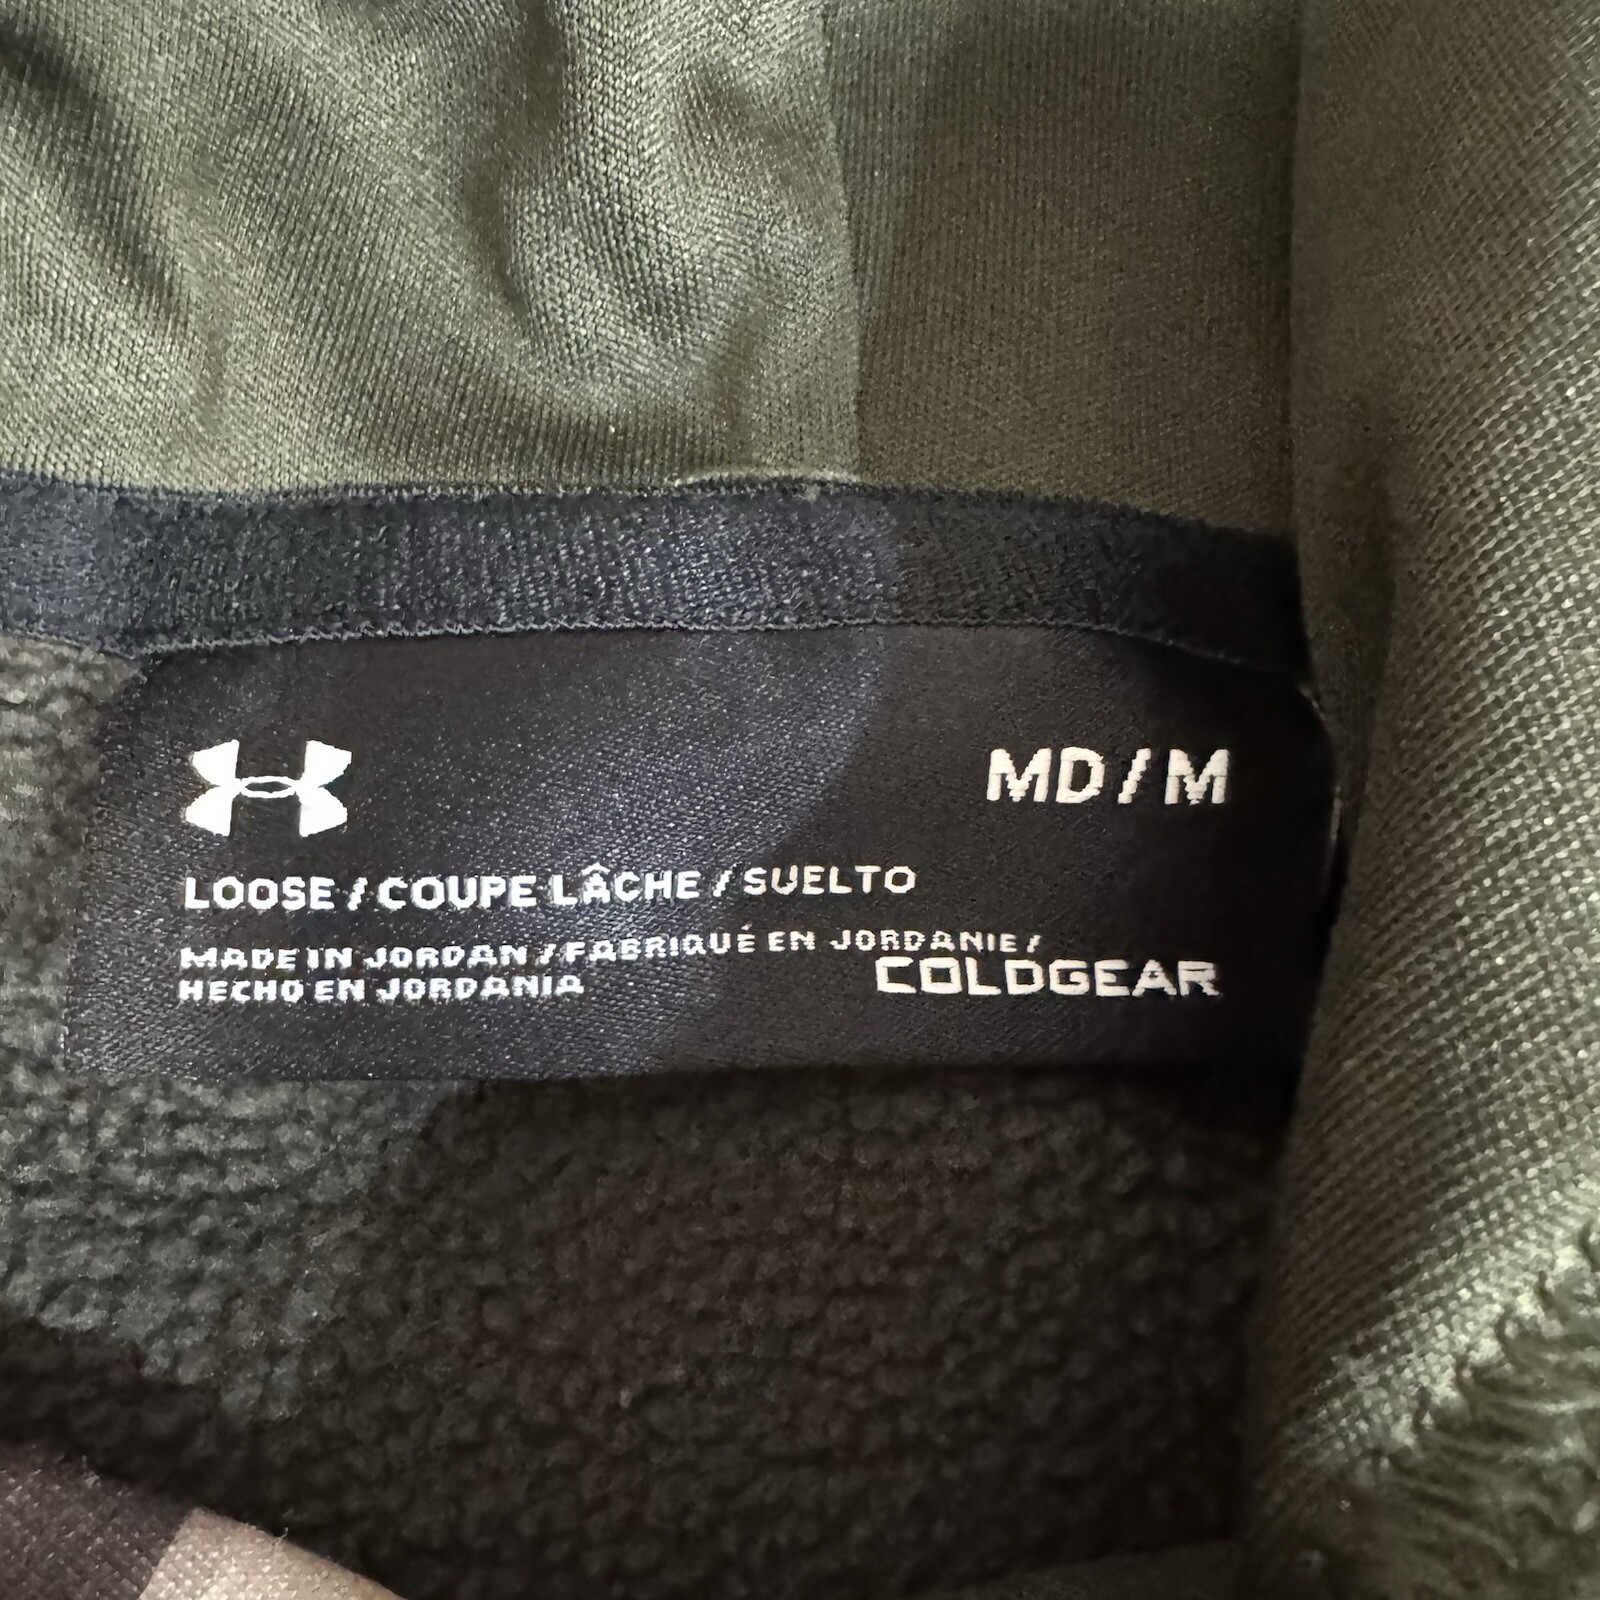 MD / M
LOOSE / COUPE LÂCHE / SUELTO
MADE IN JORDAN / FABRIQUÉ EN JORDANIE /
HECHO EN JORDANIA
COLDGEAR